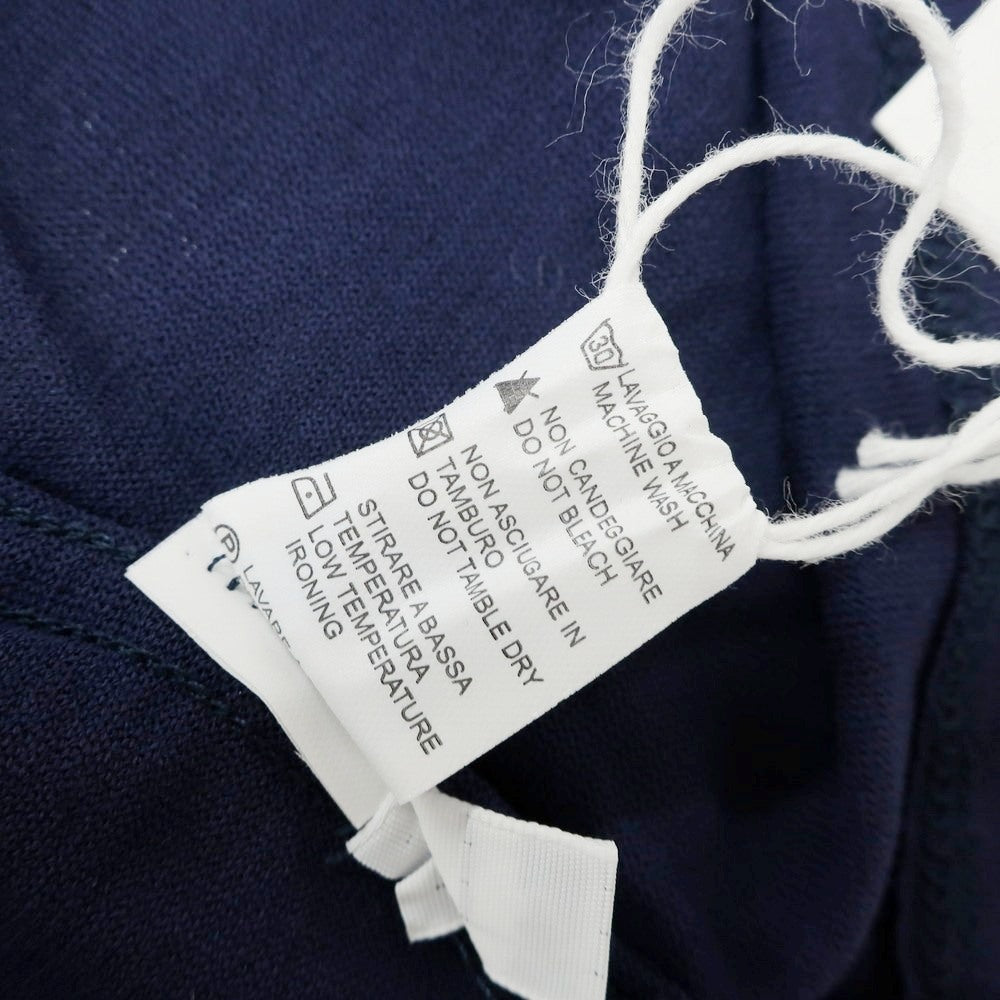 30 LAVAGGIO A MACCHINA
MACHINE WASH
NON CANDEGGIARE
DO NOT BLEACH
NON ASCIUGARE IN
TAMBURO
DO NOT TAMBLE DRY
STIRARE A BASSA
TEMPERATURA
LOW TEMPERATURE
IRONING
P